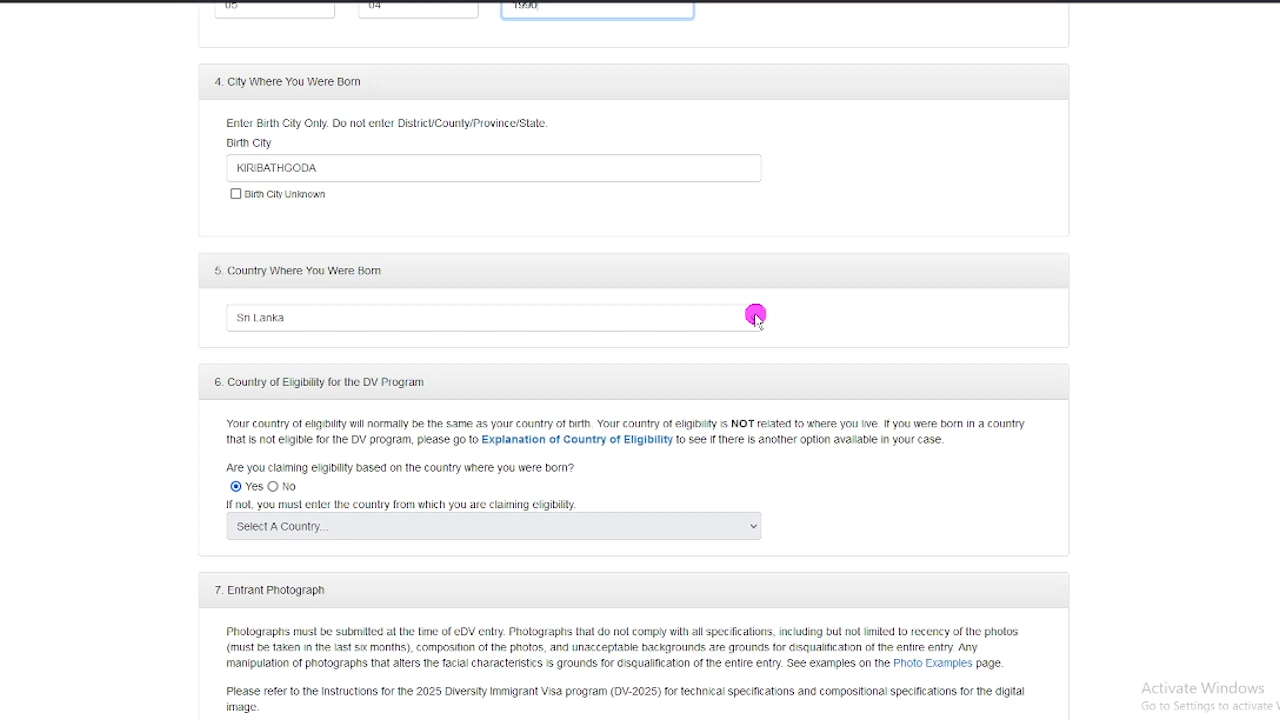 05 04 1990
4. City Where You Were Born
Enter Birth City Only. Do not enter District/County/Province/State.
Birth City
KIRIBATHGODA
Birth City Unknown
5. Country Where You Were Born
Sri Lanka
6. Country of Eligibility for the DV Program
Your country of eligibility will normally be the same as your country of birth. Your country of eligibility is NOT related to where you live. If you were born in a country
that is not eligible for the DV program, please go to Explanation of Country of Eligibility to see if there is another option available in your case.
Are you claiming eligibility based on the country where you were born?
Yes No
If not, you must enter the country from which you are claiming eligibility.
Select A Country...
7. Entrant Photograph
Photographs must be submitted at the time of eDV entry. Photographs that do not comply with all specifications, including but not limited to recency of the photos
(must be taken in the last six months), composition of the photos, and unacceptable backgrounds are grounds for disqualification of the entire entry. Any
manipulation of photographs that alters the facial characteristics is grounds for disqualification of the entire entry. See examples on the Photo Examples page.
Please refer to the Instructions for the 2025 Diversity Immigrant Visa program (DV-2025) for technical specifications and compositional specifications for the digital
image.
Activate Windows
Go to Settings to activate